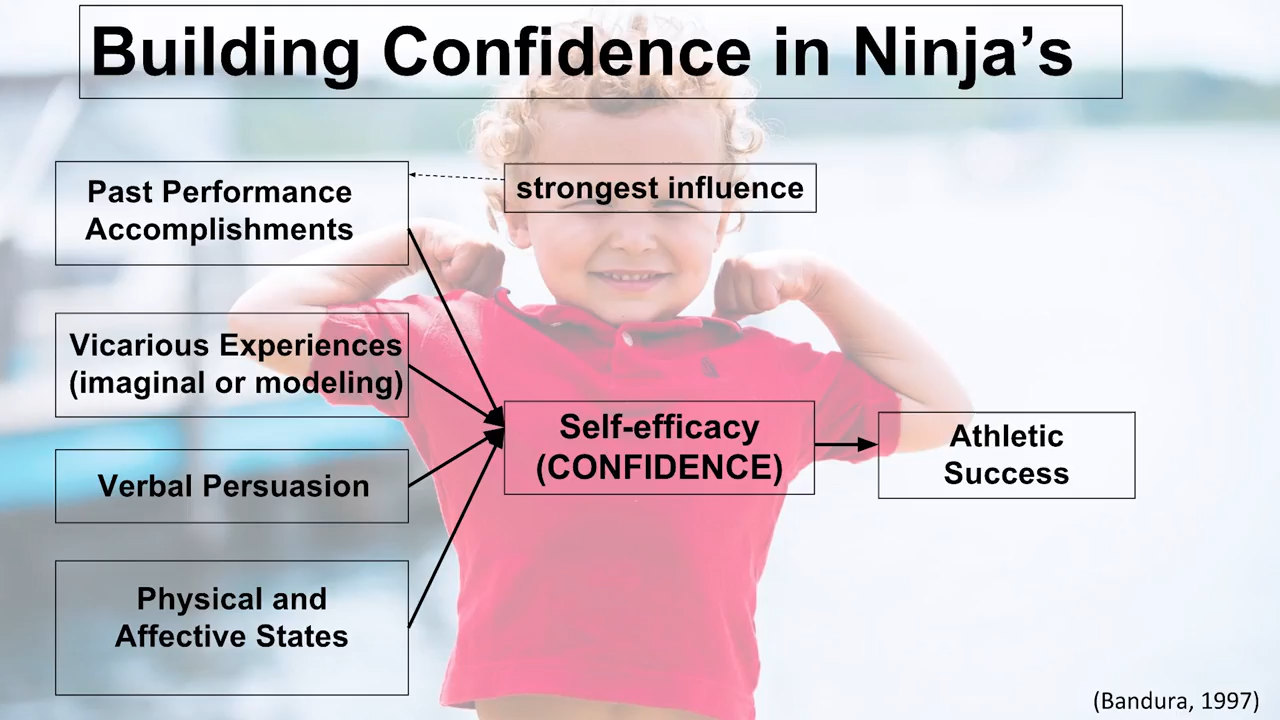 Building Confidence in Ninja’s
Past Performance
Accomplishments
strongest influence
Vicarious Experiences
(imaginal or modeling)
Self-efficacy
(CONFIDENCE)
Athletic
Success
Verbal Persuasion
Physical and
Affective States
(Bandura, 1997)